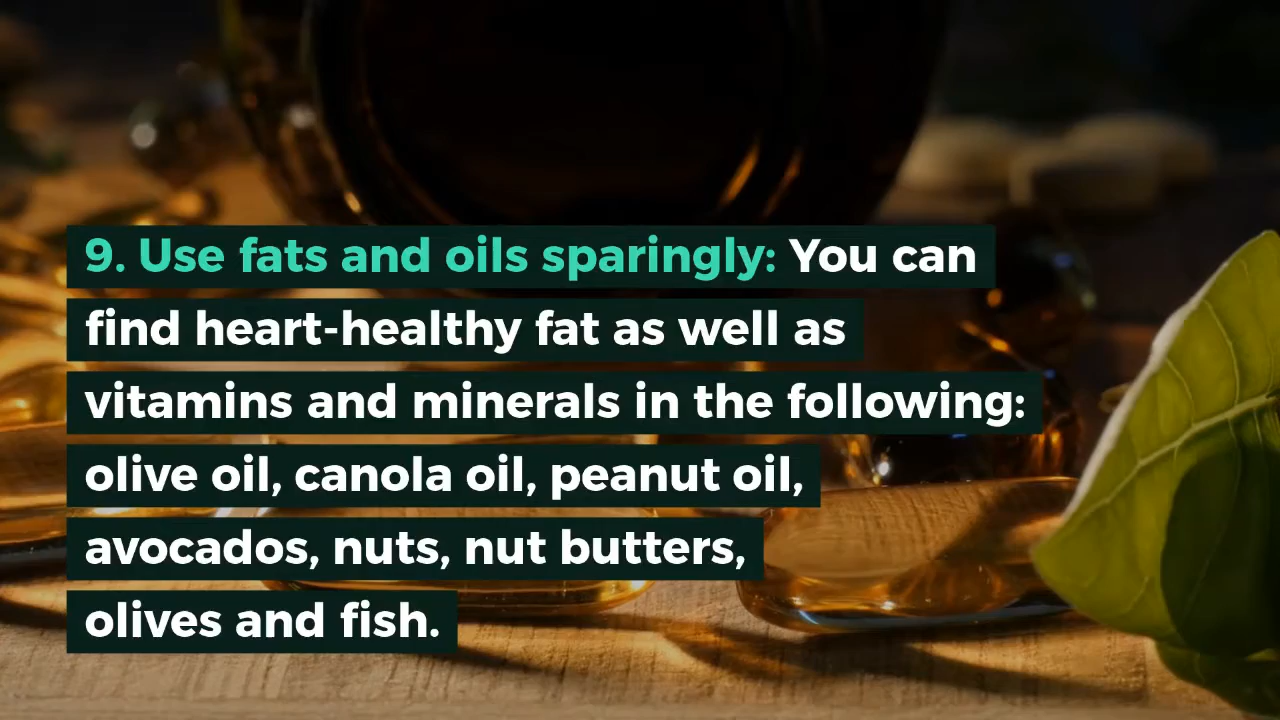 9. Use fats and oils sparingly: You can
find heart-healthy fat as well as
vitamins and minerals in the following:
olive oil, canola oil, peanut oil,
avocados, nuts, nut butters,
olives and fish.